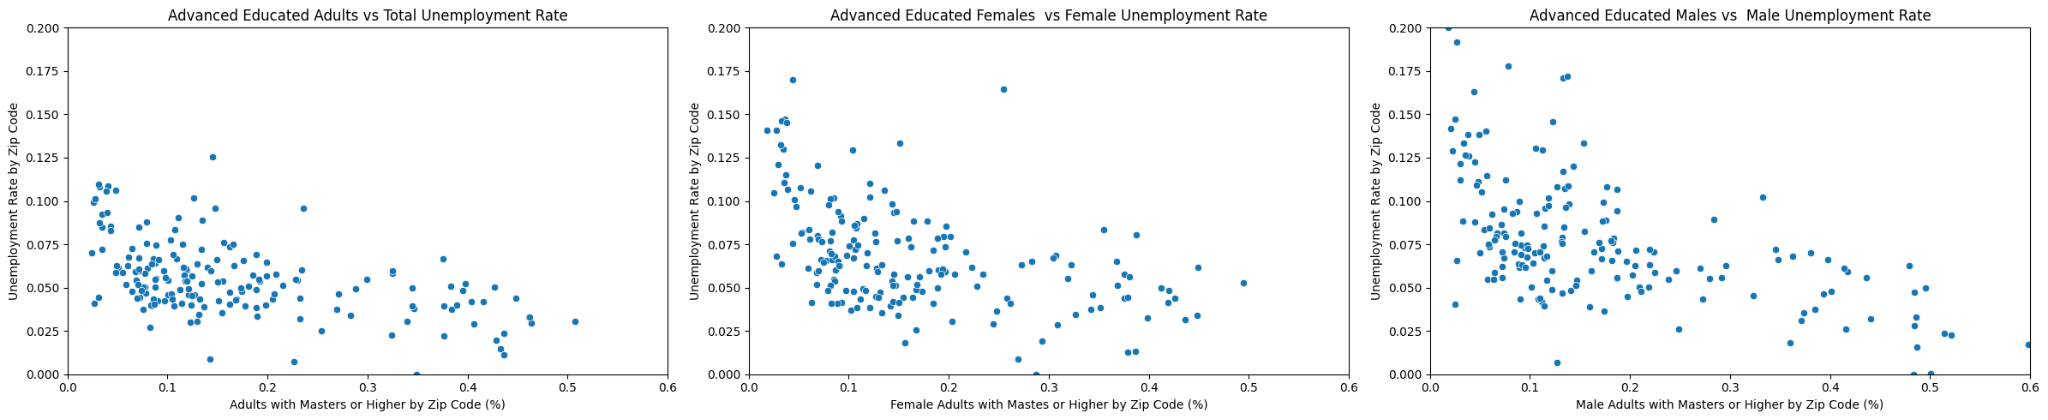 Advanced Educated Adults vs Total Unemployment Rate
Unemployment Rate by Zip Code
0.200
0.175
0.150
0.125
0.100
0.075
0.050
0.025
0.000
0.0 0.1 0.2 0.3 0.4 0.5 0.6
Adults with Masters or Higher by Zip Code (%)
Advanced Educated Females vs Female Unemployment Rate
Unemployment Rate by Zip Code
0.200
0.175
0.150
0.125
0.100
0.075
0.050
0.025
0.000
0.0 0.1 0.2 0.3 0.4 0.5 0.6
Female Adults with Mastes or Higher by Zip Code (%)
Advanced Educated Males vs Male Unemployment Rate
Unemployment Rate by Zip Code
0.200
0.175
0.150
0.125
0.100
0.075
0.050
0.025
0.000
0.0 0.1 0.2 0.3 0.4 0.5 0.6
Male Adults with Masters or Higher by Zip Code (%)